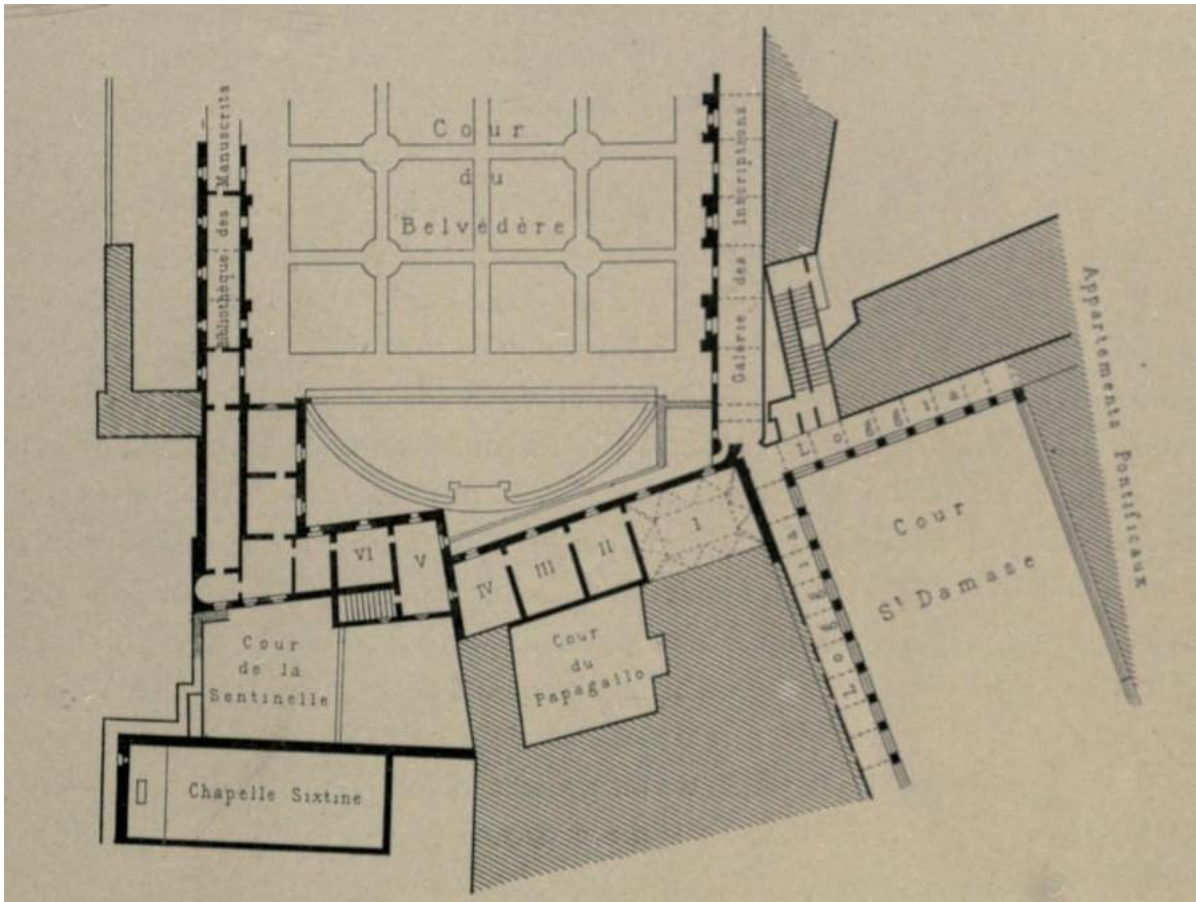 Bibliothèque des Manuscrits
Cour
du
Belvédère
Galerie des Inscriptions
Appartements Pontificaux
Loggia
Cour
St Damase
Loggia
I
II
III
IV
V
VI
Cour
du
Papagallo
Cour
de la
Sentinelle
Chapelle Sixtine